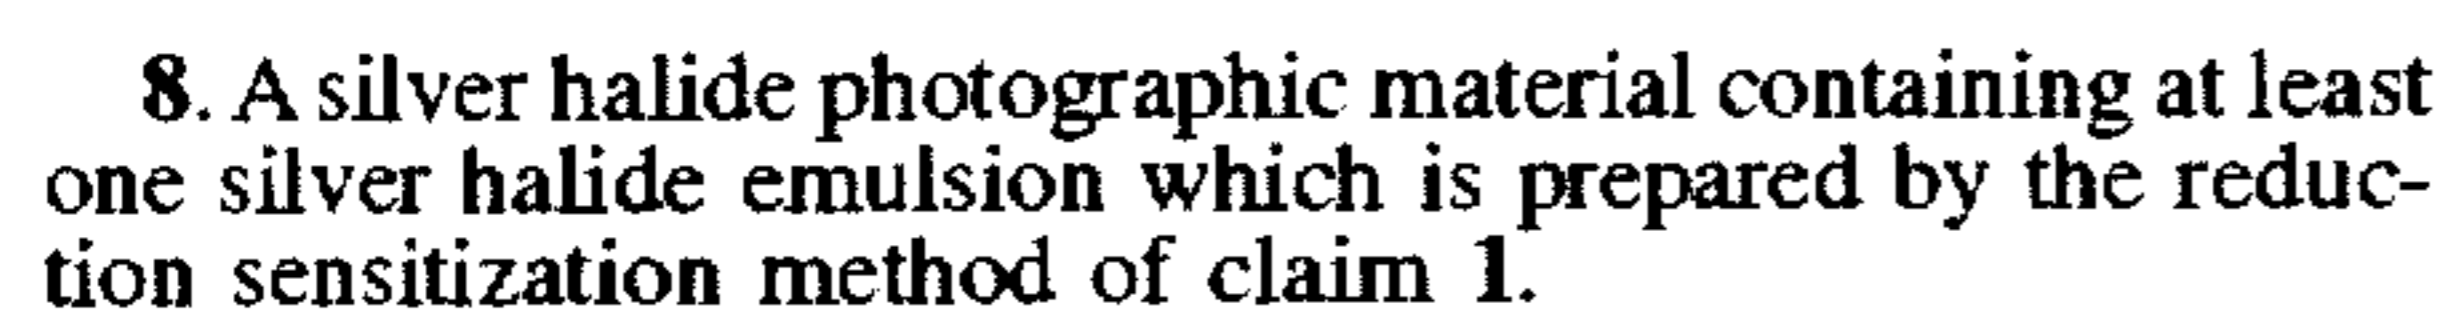 8. A silver halide photographic material containing at least
one silver halide emulsion which is prepared by the reduc-
tion sensitization method of claim 1.